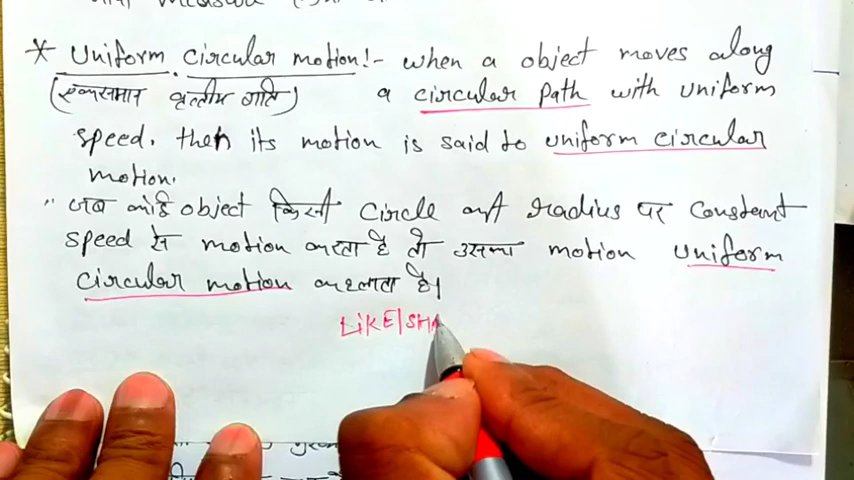 * Uniform circular motion!- when a object moves along
(एकसमान वृत्तीय गति) a circular path with uniform
speed. then its motion is said to uniform circular
motion.
" जब कोई object किसी circle की radius पर constant
speed से motion करता है तो उसका motion uniform
circular motion कहलाता है।
LIKE/SHA